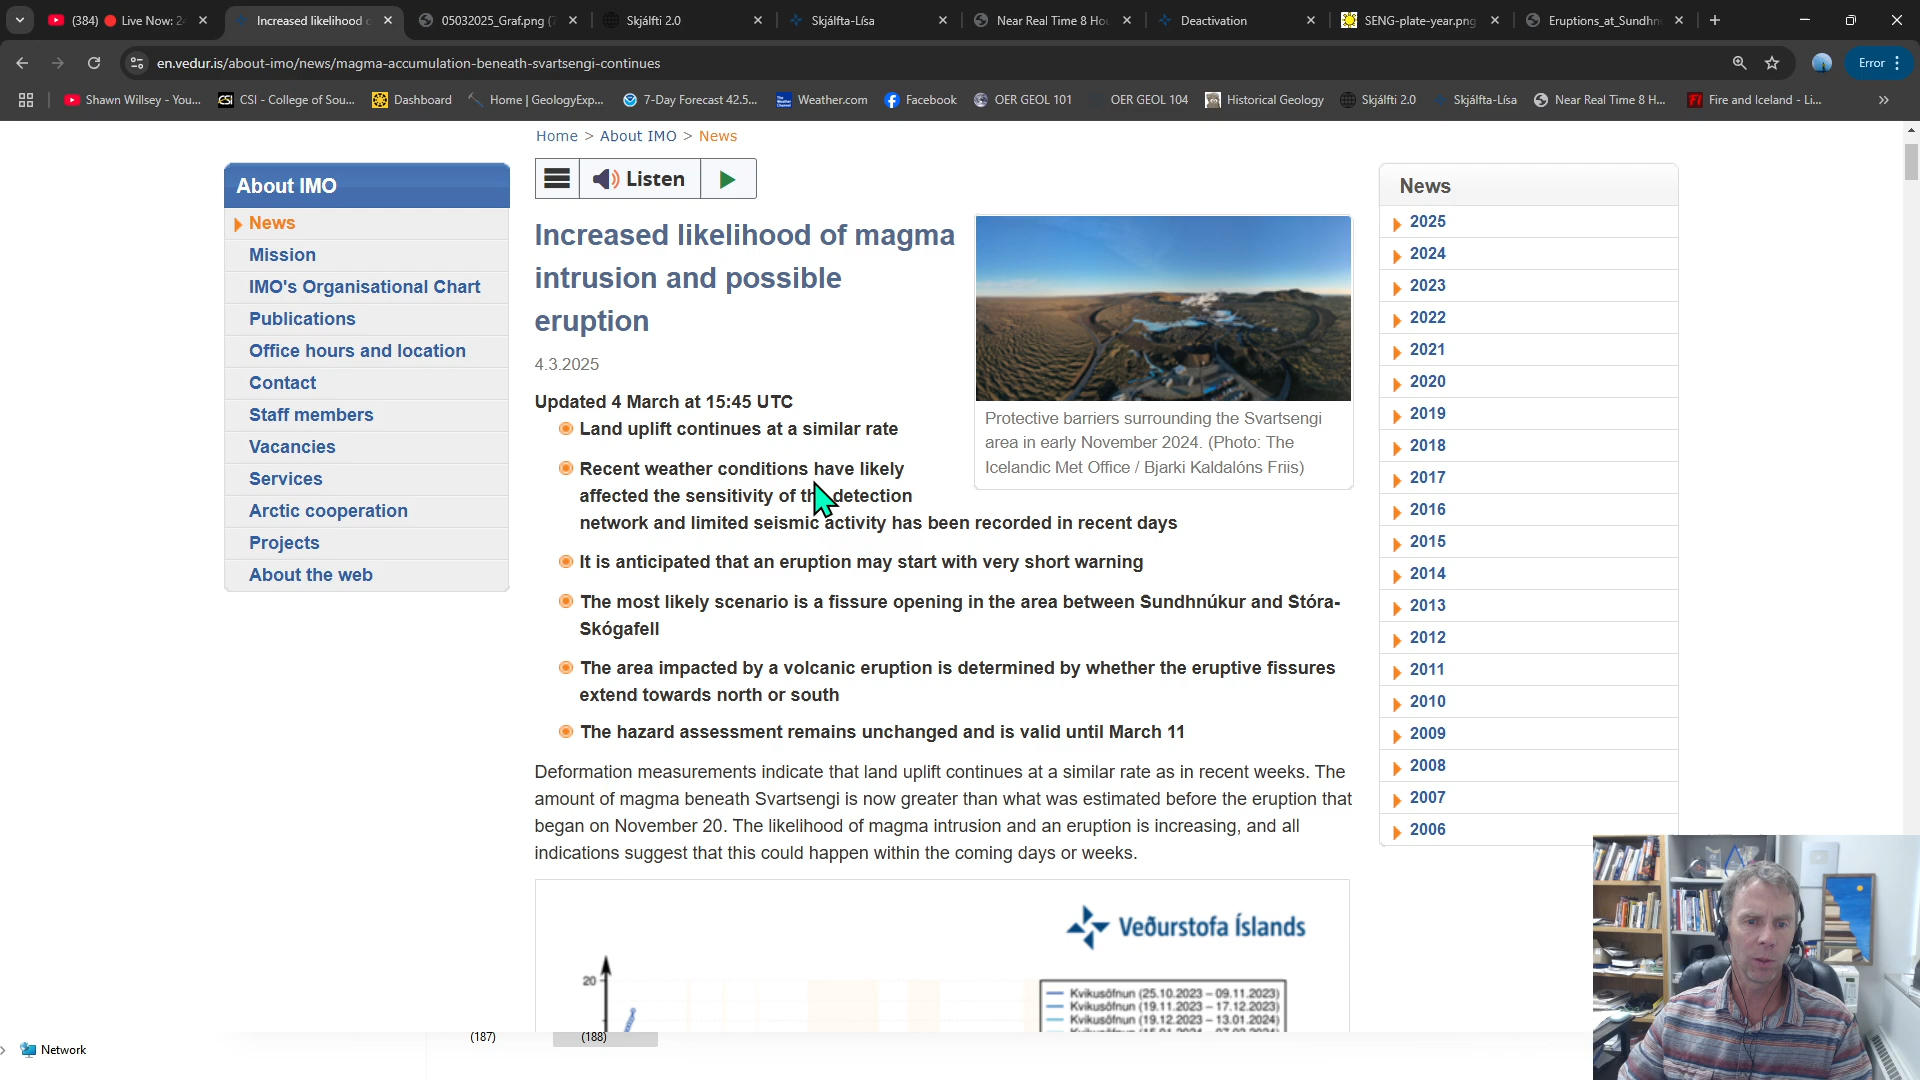 (384) Live Now: 2
Increased likelihood o
05032025_Graf.png (
Skjálfti 2.0
Skjálfta-Lísa
Near Real Time 8 Ho
Deactivation
SENG-plate-year.png
Eruptions_at_Sundhn
en.vedur.is/about-imo/news/magma-accumulation-beneath-svartsengi-continues
Error
Shawn Willsey - You...
CSI - College of Sou...
Dashboard
Home | GeologyExp...
7-Day Forecast 42.5...
Weather.com
Facebook
OER GEOL 101
OER GEOL 104
Historical Geology
Skjálfti 2.0
Skjálfta-Lísa
Near Real Time 8 H...
Fire and Iceland - Li...
Home > About IMO > News
About IMO
News
Mission
IMO's Organisational Chart
Publications
Office hours and location
Contact
Staff members
Vacancies
Services
Arctic cooperation
Projects
About the web
Listen
Increased likelihood of magma
intrusion and possible
eruption
4.3.2025
Updated 4 March at 15:45 UTC
Land uplift continues at a similar rate
Recent weather conditions have likely
affected the sensitivity of the detection
network and limited seismic activity has been recorded in recent days
It is anticipated that an eruption may start with very short warning
The most likely scenario is a fissure opening in the area between Sundhnúkur and Stóra-
Skógafell
The area impacted by a volcanic eruption is determined by whether the eruptive fissures
extend towards north or south
The hazard assessment remains unchanged and is valid until March 11
Deformation measurements indicate that land uplift continues at a similar rate as in recent weeks. The
amount of magma beneath Svartsengi is now greater than what was estimated before the eruption that
began on November 20. The likelihood of magma intrusion and an eruption is increasing, and all
indications suggest that this could happen within the coming days or weeks.
Protective barriers surrounding the Svartsengi
area in early November 2024. (Photo: The
Icelandic Met Office / Bjarki Kaldalóns Friis)
Veðurstofa Íslands
20
Kvikusöfnun (25.10.2023 – 09.11.2023)
Kvikusöfnun (19.11.2023 – 17.12.2023)
Kvikusöfnun (19.12.2023 – 13.01.2024)
News
2025
2024
2023
2022
2021
2020
2019
2018
2017
2016
2015
2014
2013
2012
2011
2010
2009
2008
2007
2006
Network
(187)
(188)